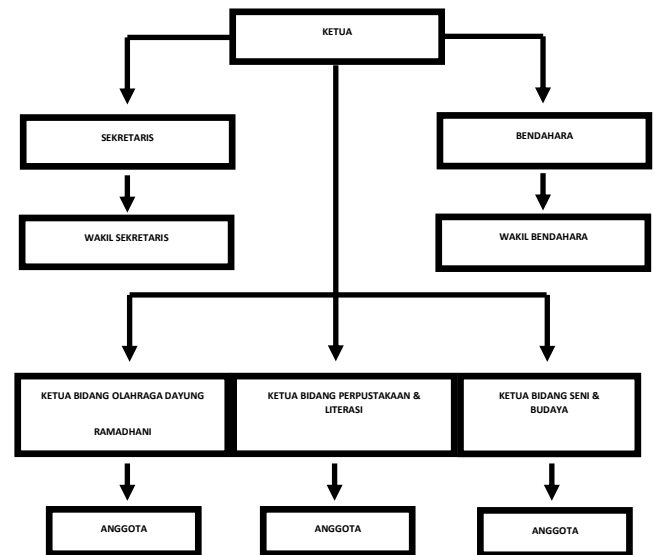 KETUA
SEKRETARIS
BENDAHARA
WAKIL SEKRETARIS
WAKIL BENDAHARA
KETUA BIDANG OLAHRAGA DAYUNG
RAMADHANI
KETUA BIDANG PERPUSTAKAAN &
LITERASI
KETUA BIDANG SENI &
BUDAYA
ANGGOTA
ANGGOTA
ANGGOTA